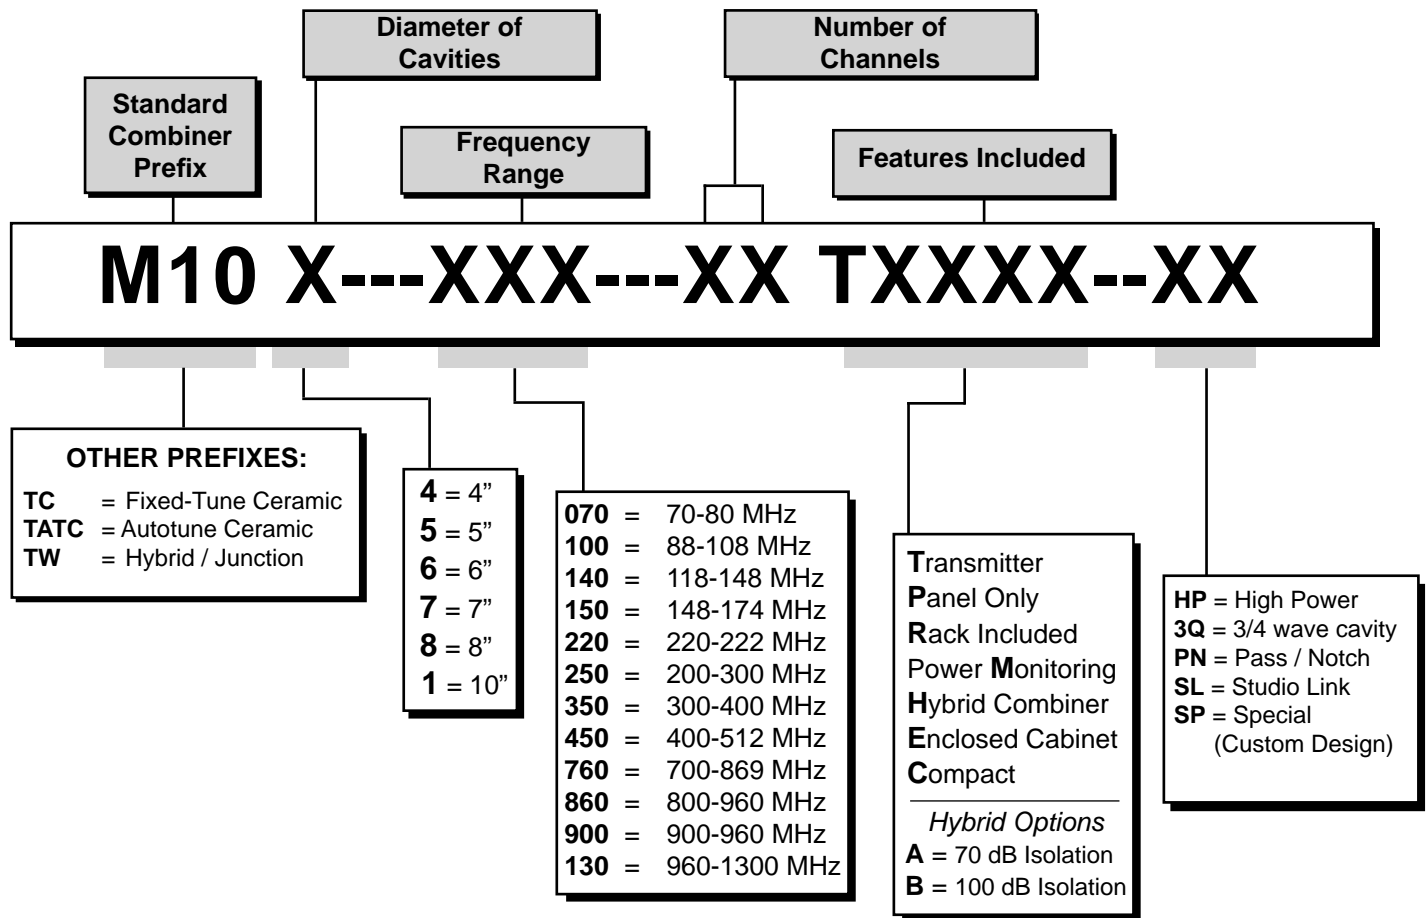 Diameter of
Cavities
Number of
Channels
Standard
Combiner
Prefix
Frequency
Range
Features Included
M10 X---XXX---XX TXXXX--XX
OTHER PREFIXES:
TC = Fixed-Tune Ceramic
TATC = Autotune Ceramic
TW = Hybrid / Junction
4 = 4”
5 = 5”
6 = 6”
7 = 7”
8 = 8”
1 = 10”
070 = 70-80 MHz
100 = 88-108 MHz
140 = 118-148 MHz
150 = 148-174 MHz
220 = 220-222 MHz
250 = 200-300 MHz
350 = 300-400 MHz
450 = 400-512 MHz
760 = 700-869 MHz
860 = 800-960 MHz
900 = 900-960 MHz
130 = 960-1300 MHz
Transmitter
Panel Only
Rack Included
Power Monitoring
Hybrid Combiner
Enclosed Cabinet
Compact
Hybrid Options
A = 70 dB Isolation
B = 100 dB Isolation
HP = High Power
3Q = 3/4 wave cavity
PN = Pass / Notch
SL = Studio Link
SP = Special
(Custom Design)